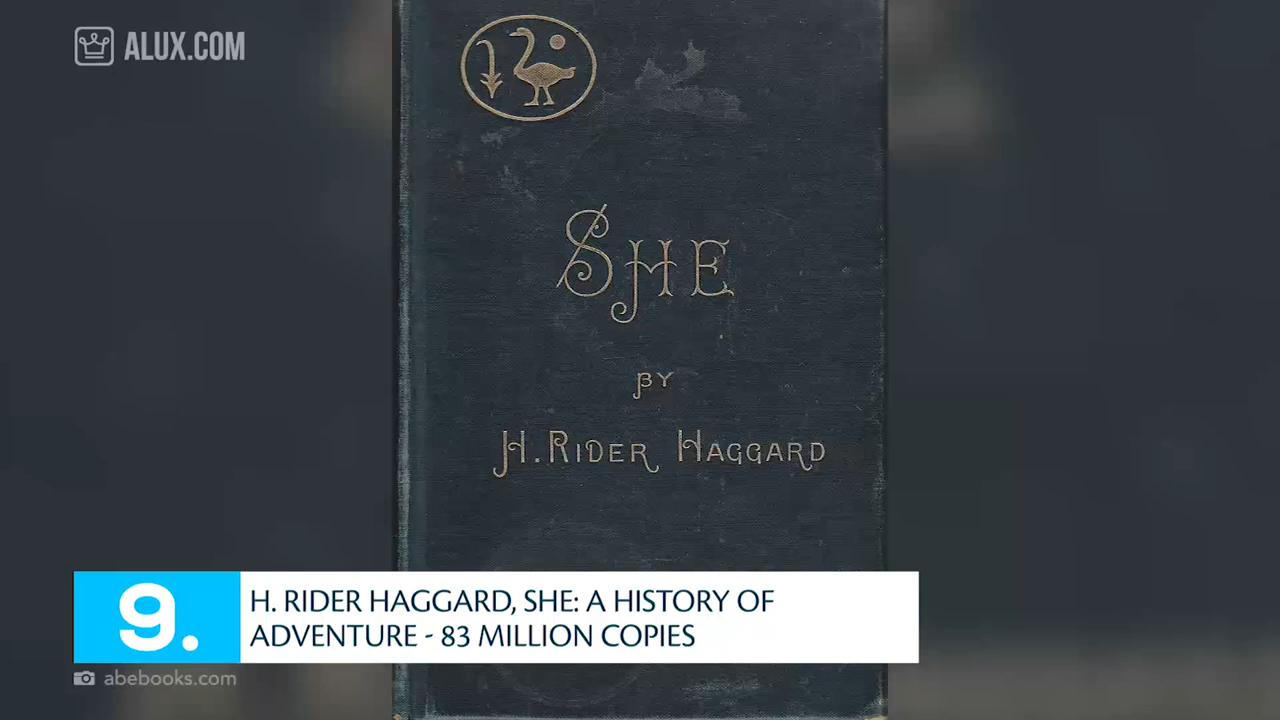 ALUX.COM
SHE
BY
H. RIDER HAGGARD
9.
H. RIDER HAGGARD, SHE: A HISTORY OF
ADVENTURE - 83 MILLION COPIES
abebooks.com